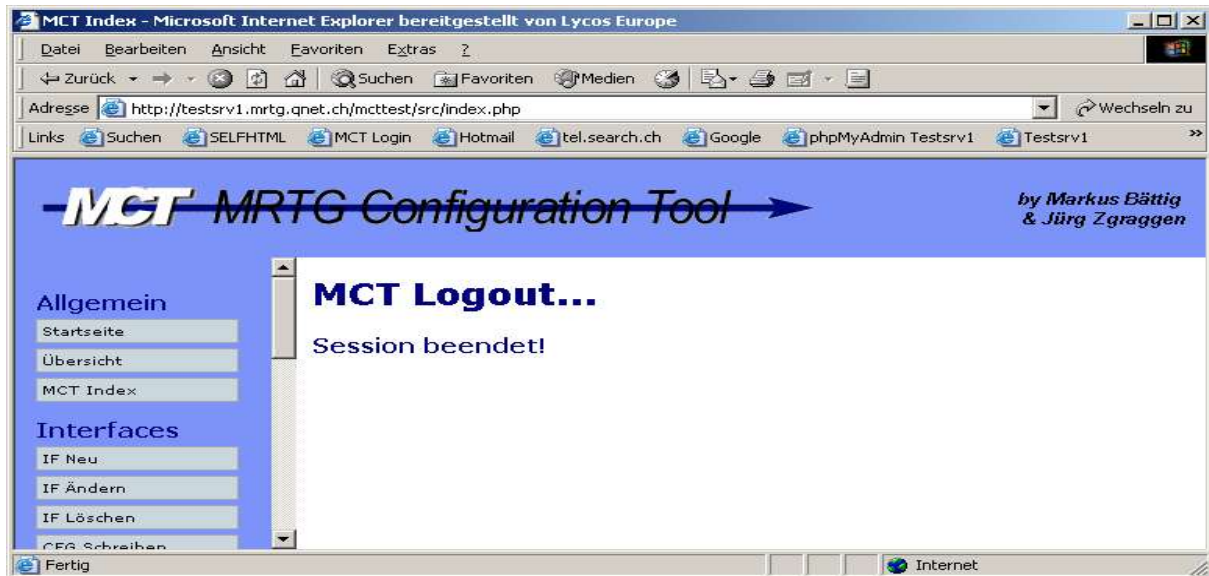 MCT Index - Microsoft Internet Explorer bereitgestellt von Lycos Europe
Datei Bearbeiten Ansicht Favoriten Extras ?
Zurück Suchen Favoriten Medien
Adresse http://testsrv1.mrtg.qnet.ch/mcttest/src/index.php Wechseln zu
Links Suchen SELFHTML MCT Login Hotmail tel.search.ch Google phpMyAdmin Testsrv1 Testsrv1 »
MCT MRTG Configuration Tool
by Markus Bättig
& Jürg Zgraggen
Allgemein
Startseite
Übersicht
MCT Index
Interfaces
IF Neu
IF Ändern
IF Löschen
CFG Schreiben
MCT Logout...
Session beendet!
Fertig Internet